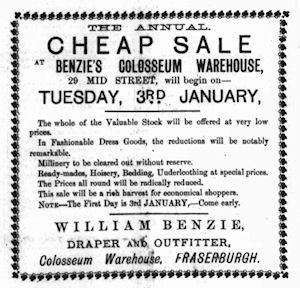 THE ANNUAL
CHEAP SALE
AT BENZIE'S COLOSSEUM WAREHOUSE,
29 MID STREET, will begin on—
TUESDAY, 3RD JANUARY,
The whole of the Valuable Stock will be offered at very low
prices.
In Fashionable Dress Goods, the reductions will be notably
remarkable.
Millinery to be cleared out without reserve.
Ready-mades, Hoisery, Bedding, Underclothing at special prices.
The Prices all round will be radically reduced.
This sale will be a rich harvest for economical shoppers.
NOTE—The First Day is 3rd JANUARY,—Come early.
WILLIAM BENZIE,
DRAPER AND OUTFITTER,
Colosseum Warehouse, FRASERBURGH.